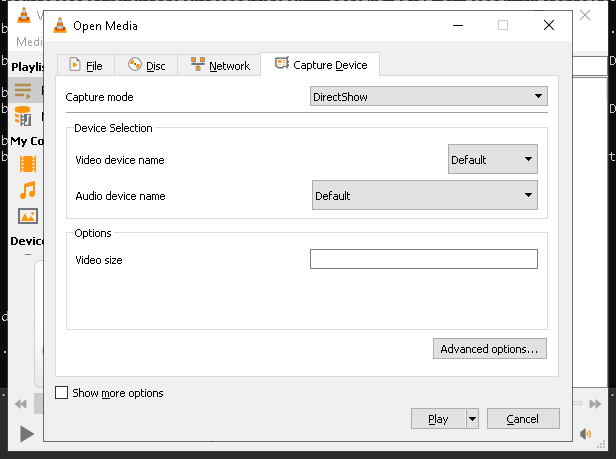 Open Media
Medi
File
Disc
Network
Capture Device
Playlis
Capture mode
DirectShow
Device Selection
Video device name
Default
Audio device name
Default
My Co
Options
Video size
Device
Advanced options...
Show more options
Play
Cancel